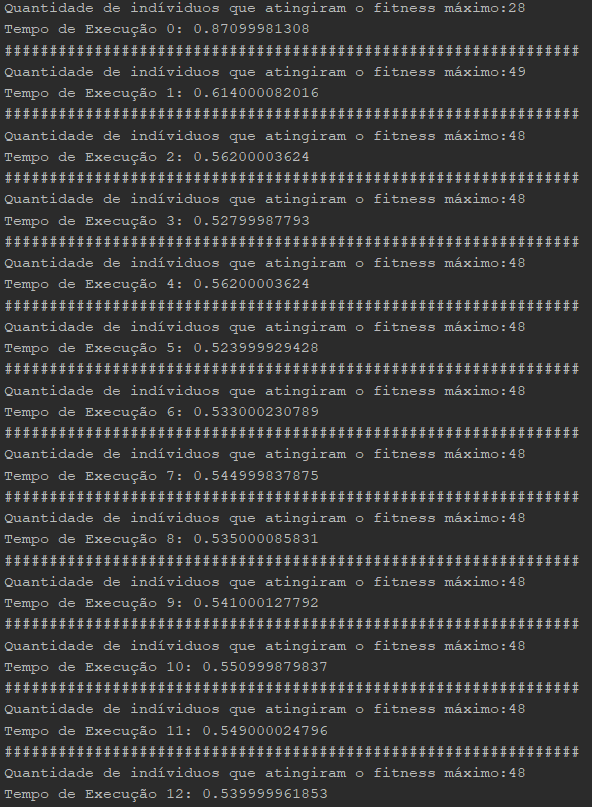 Quantidade de indíviduos que atingiram o fitness máximo:28
Tempo de Execução 0: 0.87099981308
################################################################
Quantidade de indíviduos que atingiram o fitness máximo:49
Tempo de Execução 1: 0.614000082016
################################################################
Quantidade de indíviduos que atingiram o fitness máximo:48
Tempo de Execução 2: 0.56200003624
################################################################
Quantidade de indíviduos que atingiram o fitness máximo:48
Tempo de Execução 3: 0.52799987793
################################################################
Quantidade de indíviduos que atingiram o fitness máximo:48
Tempo de Execução 4: 0.56200003624
################################################################
Quantidade de indíviduos que atingiram o fitness máximo:48
Tempo de Execução 5: 0.523999929428
################################################################
Quantidade de indíviduos que atingiram o fitness máximo:48
Tempo de Execução 6: 0.533000230789
################################################################
Quantidade de indíviduos que atingiram o fitness máximo:48
Tempo de Execução 7: 0.544999837875
################################################################
Quantidade de indíviduos que atingiram o fitness máximo:48
Tempo de Execução 8: 0.535000085831
################################################################
Quantidade de indíviduos que atingiram o fitness máximo:48
Tempo de Execução 9: 0.541000127792
################################################################
Quantidade de indíviduos que atingiram o fitness máximo:48
Tempo de Execução 10: 0.550999879837
################################################################
Quantidade de indíviduos que atingiram o fitness máximo:48
Tempo de Execução 11: 0.549000024796
################################################################
Quantidade de indíviduos que atingiram o fitness máximo:48
Tempo de Execução 12: 0.539999961853